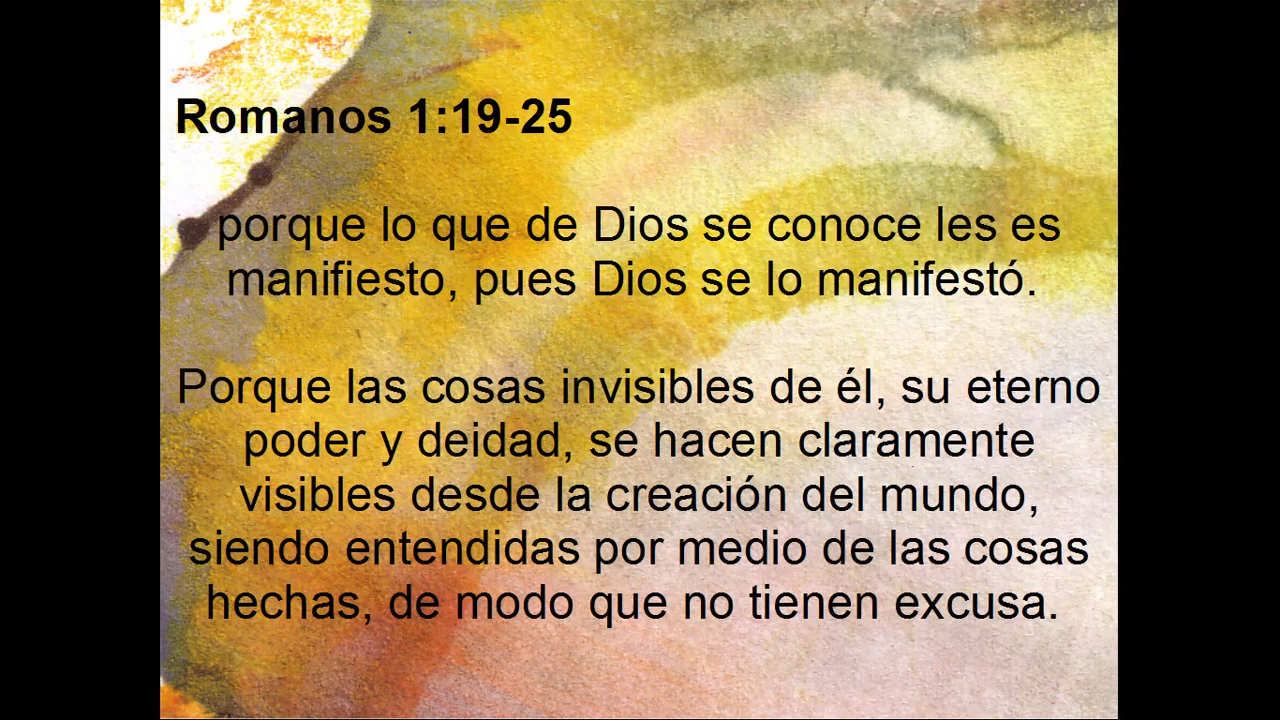 Romanos 1:19-25
porque lo que de Dios se conoce les es
manifiesto, pues Dios se lo manifestó.
Porque las cosas invisibles de él, su eterno
poder y deidad, se hacen claramente
visibles desde la creación del mundo,
siendo entendidas por medio de las cosas
hechas, de modo que no tienen excusa.